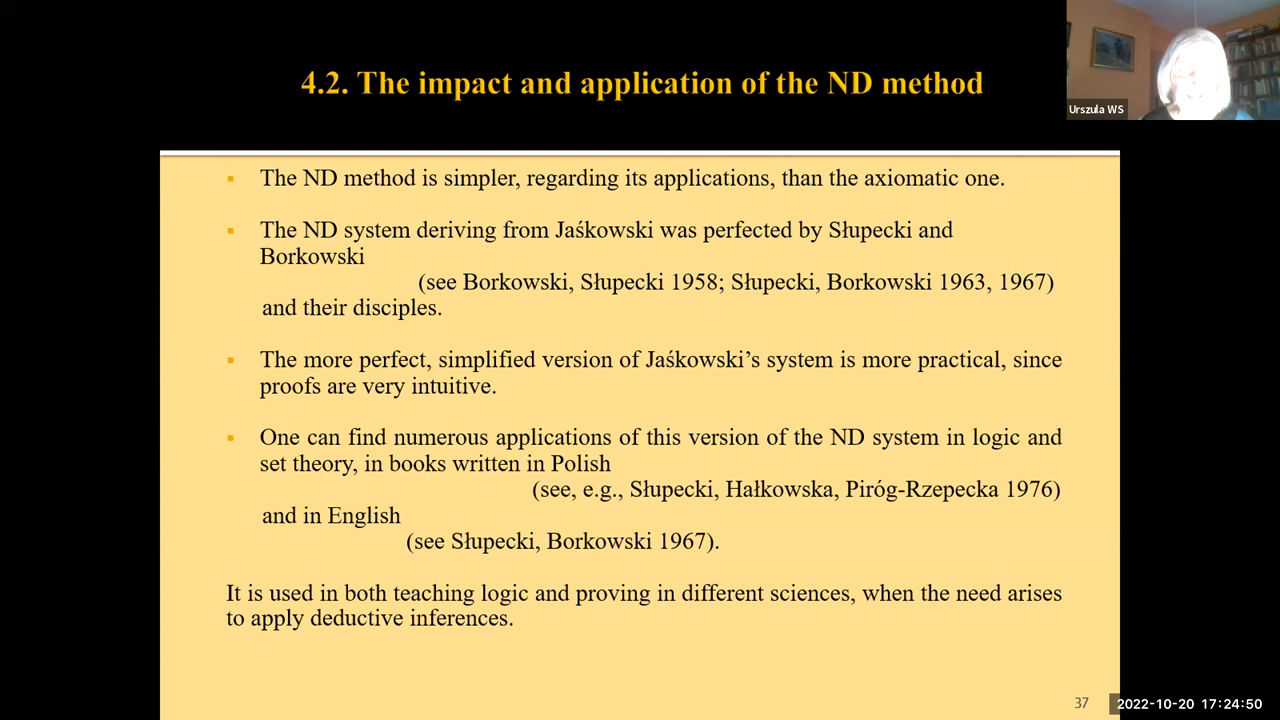 4.2. The impact and application of the ND method
Urszula WS
▪ The ND method is simpler, regarding its applications, than the axiomatic one.
▪ The ND system deriving from Jaśkowski was perfected by Słupecki and
Borkowski
(see Borkowski, Słupecki 1958; Słupecki, Borkowski 1963, 1967)
and their disciples.
▪ The more perfect, simplified version of Jaśkowski’s system is more practical, since
proofs are very intuitive.
▪ One can find numerous applications of this version of the ND system in logic and
set theory, in books written in Polish
(see, e.g., Słupecki, Hałkowska, Piróg-Rzepecka 1976)
and in English
(see Słupecki, Borkowski 1967).
It is used in both teaching logic and proving in different sciences, when the need arises
to apply deductive inferences.
37
2022-10-20 17:24:50